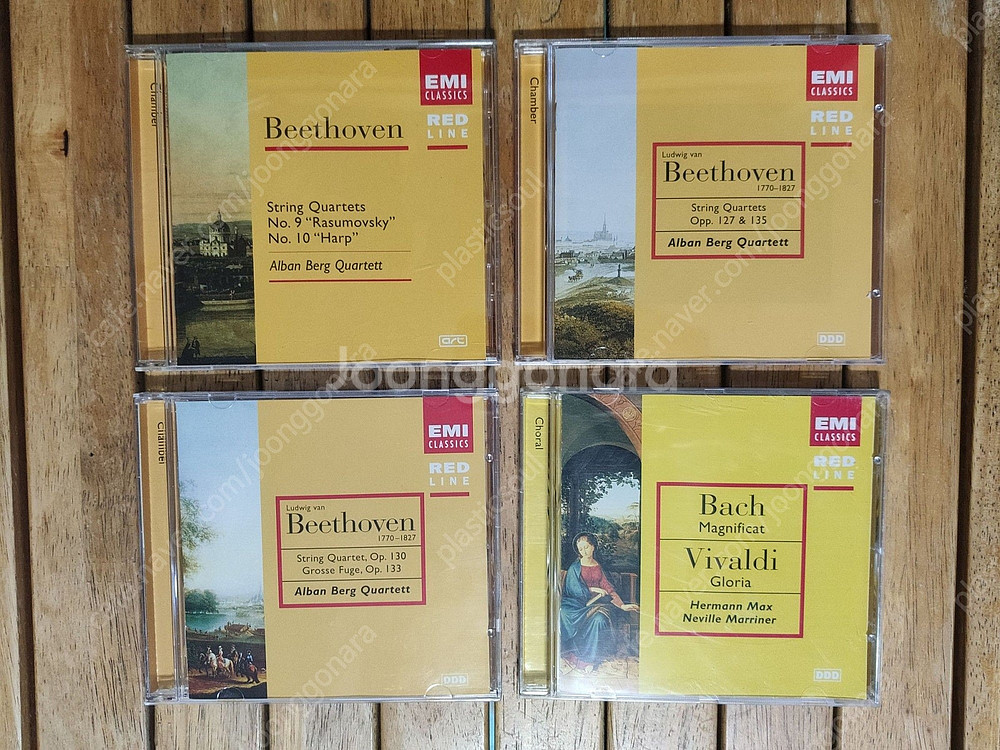 Chamber
EMI
CLASSICS
RED
LINE
Beethoven
String Quartets
No. 9 “Rasumovsky”
No. 10 “Harp”
Alban Berg Quartett
art
Chamber
EMI
CLASSICS
RED
LINE
Ludwig van
Beethoven
1770–1827
String Quartets
Opp. 127 & 135
Alban Berg Quartett
DDD
Joonggonara
Chamber
EMI
CLASSICS
RED
LINE
Ludwig van
Beethoven
1770–1827
String Quartet, Op. 130
Grosse Fuge, Op. 133
Alban Berg Quartett
DDD
Choral
EMI
CLASSICS
RED
LINE
Bach
Magnificat
Vivaldi
Gloria
Hermann Max
Neville Marriner
DDD